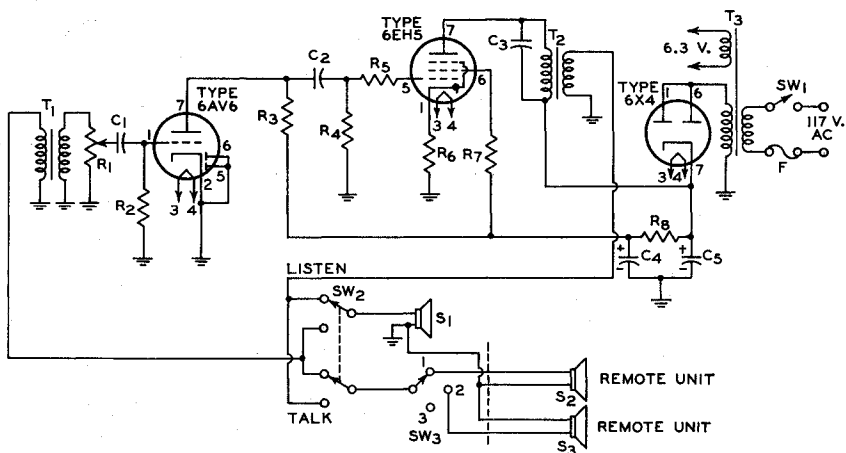 TYPE 6EH5
7
C3
T2
T3
6.3 V.
TYPE 6AV6
7
C2
R5
5
6
1
3 4
TYPE 6X4
1
6
SW1
117 V. AC
F
3 4
7
T1
C1
R1
1
6
5
2
3 4
R2
R3
R4
R6
R7
R8
+
C4
−
+
C5
−
LISTEN
SW2
S1
1
2
3
SW3
TALK
S2
REMOTE UNIT
S3
REMOTE UNIT